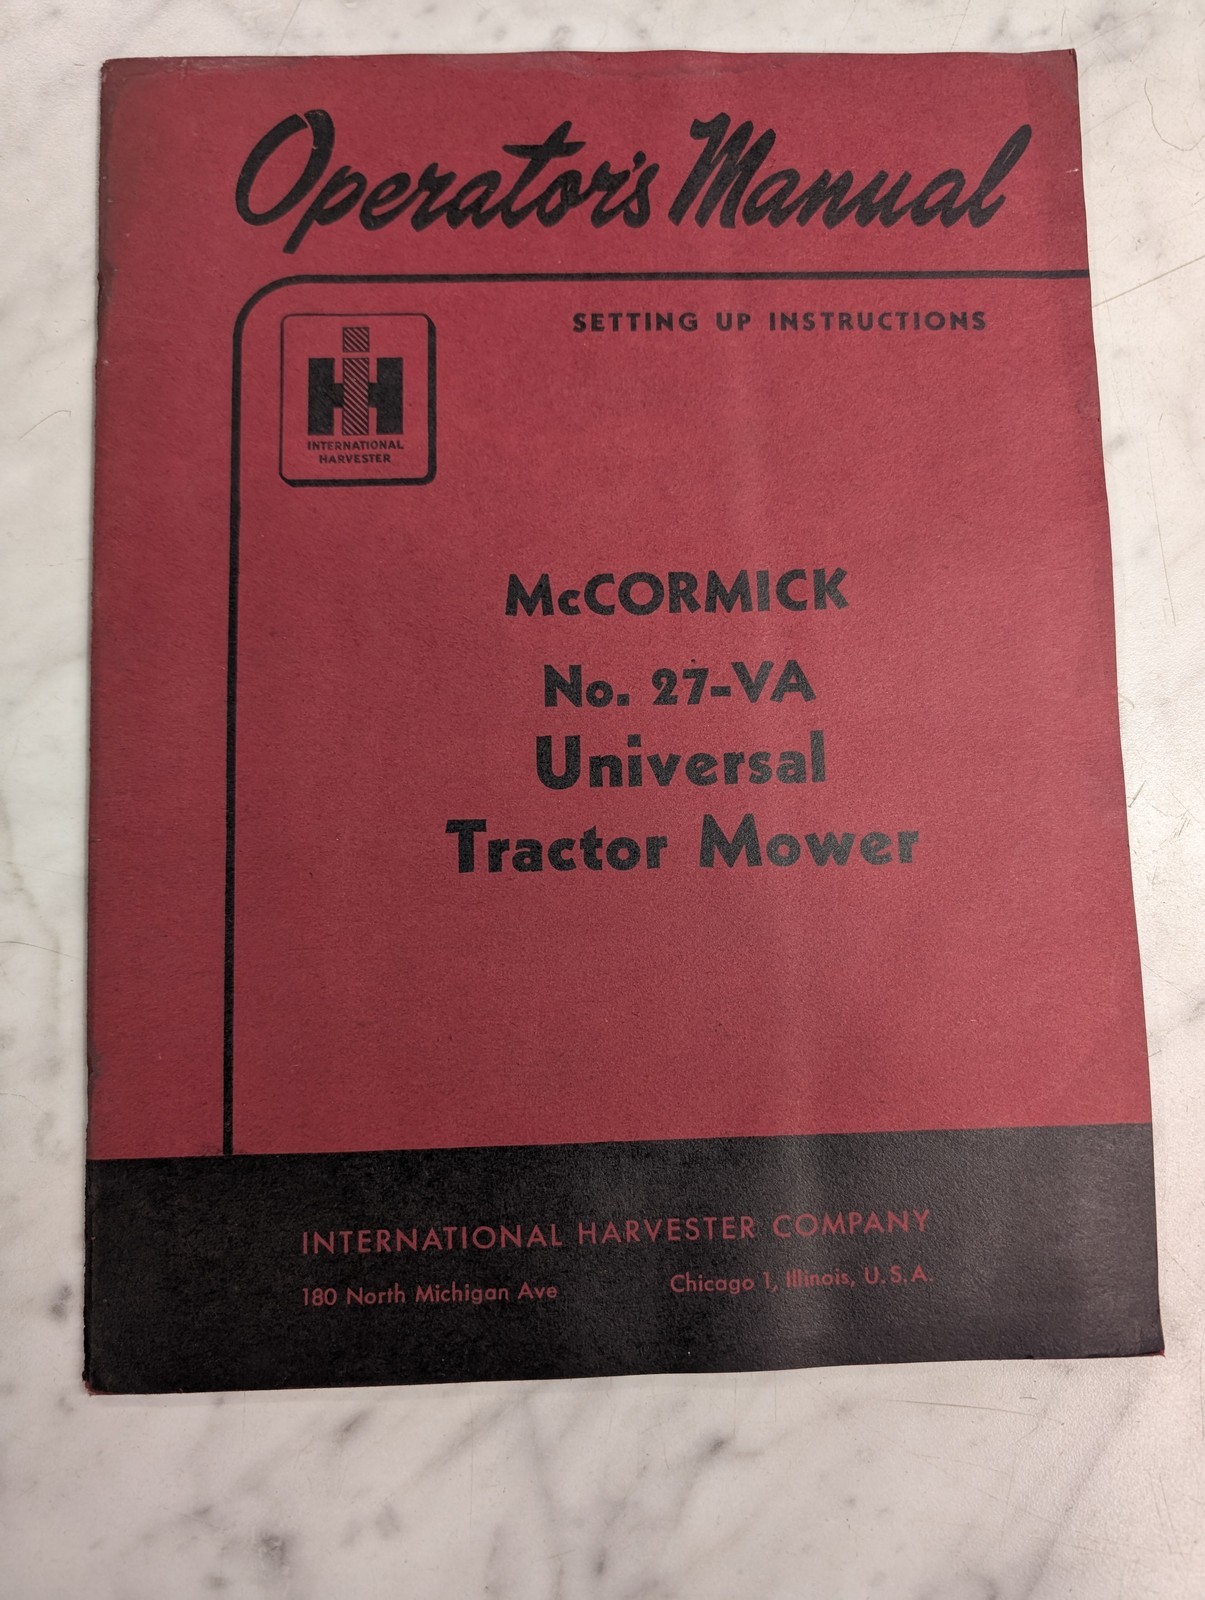 Operator's Manual
SETTING UP INSTRUCTIONS
IH
INTERNATIONAL
HARVESTER
McCORMICK
No. 27-VA
Universal
Tractor Mower
INTERNATIONAL HARVESTER COMPANY
180 North Michigan Ave Chicago 1, Illinois, U.S.A.